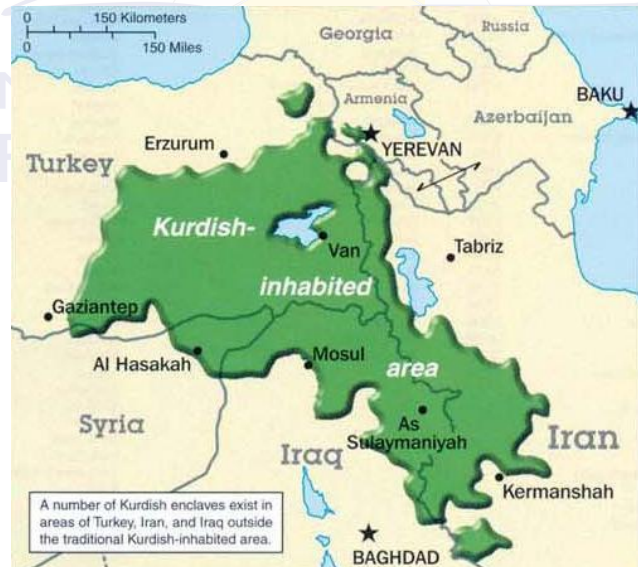 0 150 Kilometers
0 150 Miles
Georgia
Russia
BAKU
Armenia
Azerbaijan
Erzurum
YEREVAN
Turkey
Kurdish-
Van
Tabriz
inhabited
Gaziantep
Al Hasakah
Mosul
area
Syria
As
Sulaymaniyah
Iraq
Iran
Kermanshah
A number of Kurdish enclaves exist in
areas of Turkey, Iran, and Iraq outside
the traditional Kurdish-inhabited area.
BAGHDAD